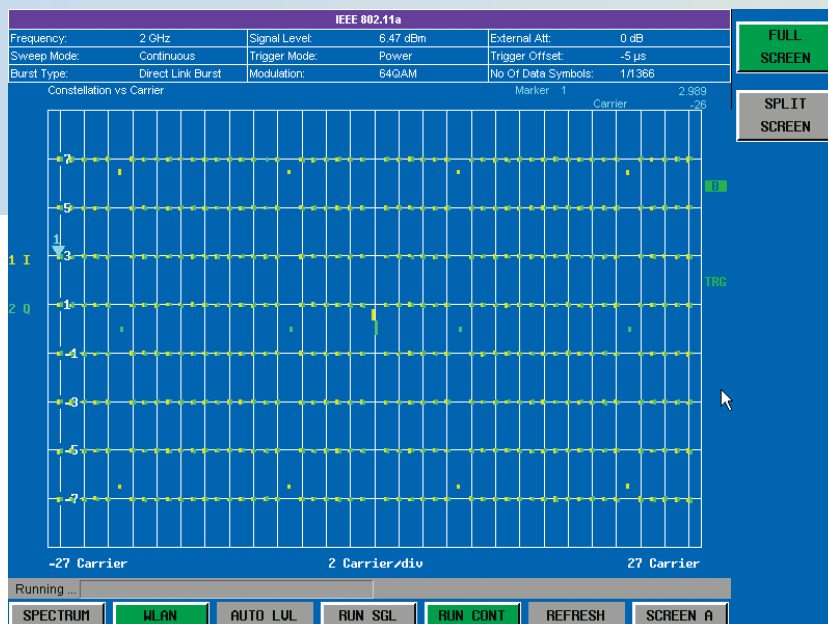 IEEE 802.11a
Frequency: 2 GHz Signal Level: 6.47 dBm External Att: 0 dB
Sweep Mode: Continuous Trigger Mode: Power Trigger Offset: -5 µs
Burst Type: Direct Link Burst Modulation: 64QAM No Of Data Symbols: 1/1366
FULL
SCREEN
SPLIT
SCREEN
Constellation vs Carrier Marker 1 2.989
Carrier -26
7
B
5
1
1 I 3
TRG
2 Q 1
-1
-3
-5
-7
-27 Carrier 2 Carrier/div 27 Carrier
Running ...
SPECTRUM WLAN AUTO LVL RUN SGL RUN CONT REFRESH SCREEN A